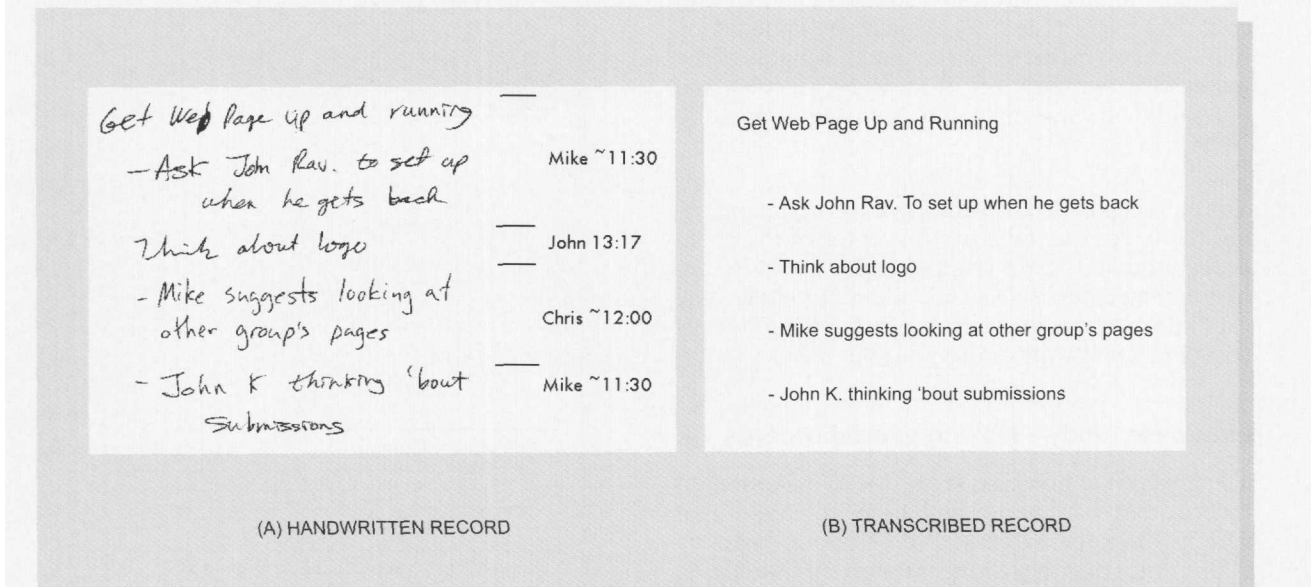 Get Web Page up and running
- Ask John Rav. to set up
Mike ~11:30
when he gets back
Think about logo
John 13:17
- Mike suggests looking at
other group's pages
Chris ~12:00
- John K thinking 'bout
Mike ~11:30
Submissions
(A) HANDWRITTEN RECORD
Get Web Page Up and Running
- Ask John Rav. To set up when he gets back
- Think about logo
- Mike suggests looking at other group's pages
- John K. thinking 'bout submissions
(B) TRANSCRIBED RECORD